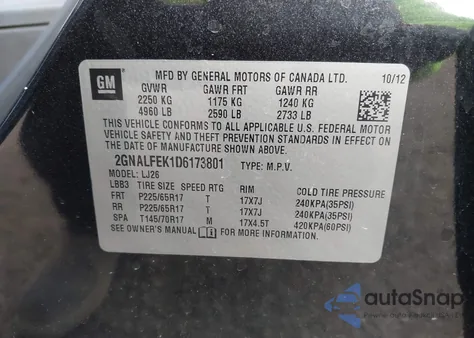 GM
MFD BY GENERAL MOTORS OF CANADA LTD. 10/12
GVWR GAWR FRT GAWR RR
2250 KG 1175 KG 1240 KG
4960 LB 2590 LB 2733 LB
THIS VEHICLE CONFORMS TO ALL APPLICABLE U.S. FEDERAL MOTOR
VEHICLE SAFETY AND THEFT PREVENTION STANDARDS IN EFFECT ON
THE DATE OF MANUFACTURE SHOWN ABOVE.
2GNALFEK1D6173801 TYPE: M.P.V.
MODEL: LJ26
LBB3 TIRE SIZE SPEED RTG RIM COLD TIRE PRESSURE
FRT P225/65R17 T 17X7J 240KPA(35PSI)
RR P225/65R17 T 17X7J 240KPA(35PSI)
SPA T145/70R17 M 17X4.5T 420KPA(60PSI)
SEE OWNER'S MANUAL FOR MORE INFORMATION
autoSnap